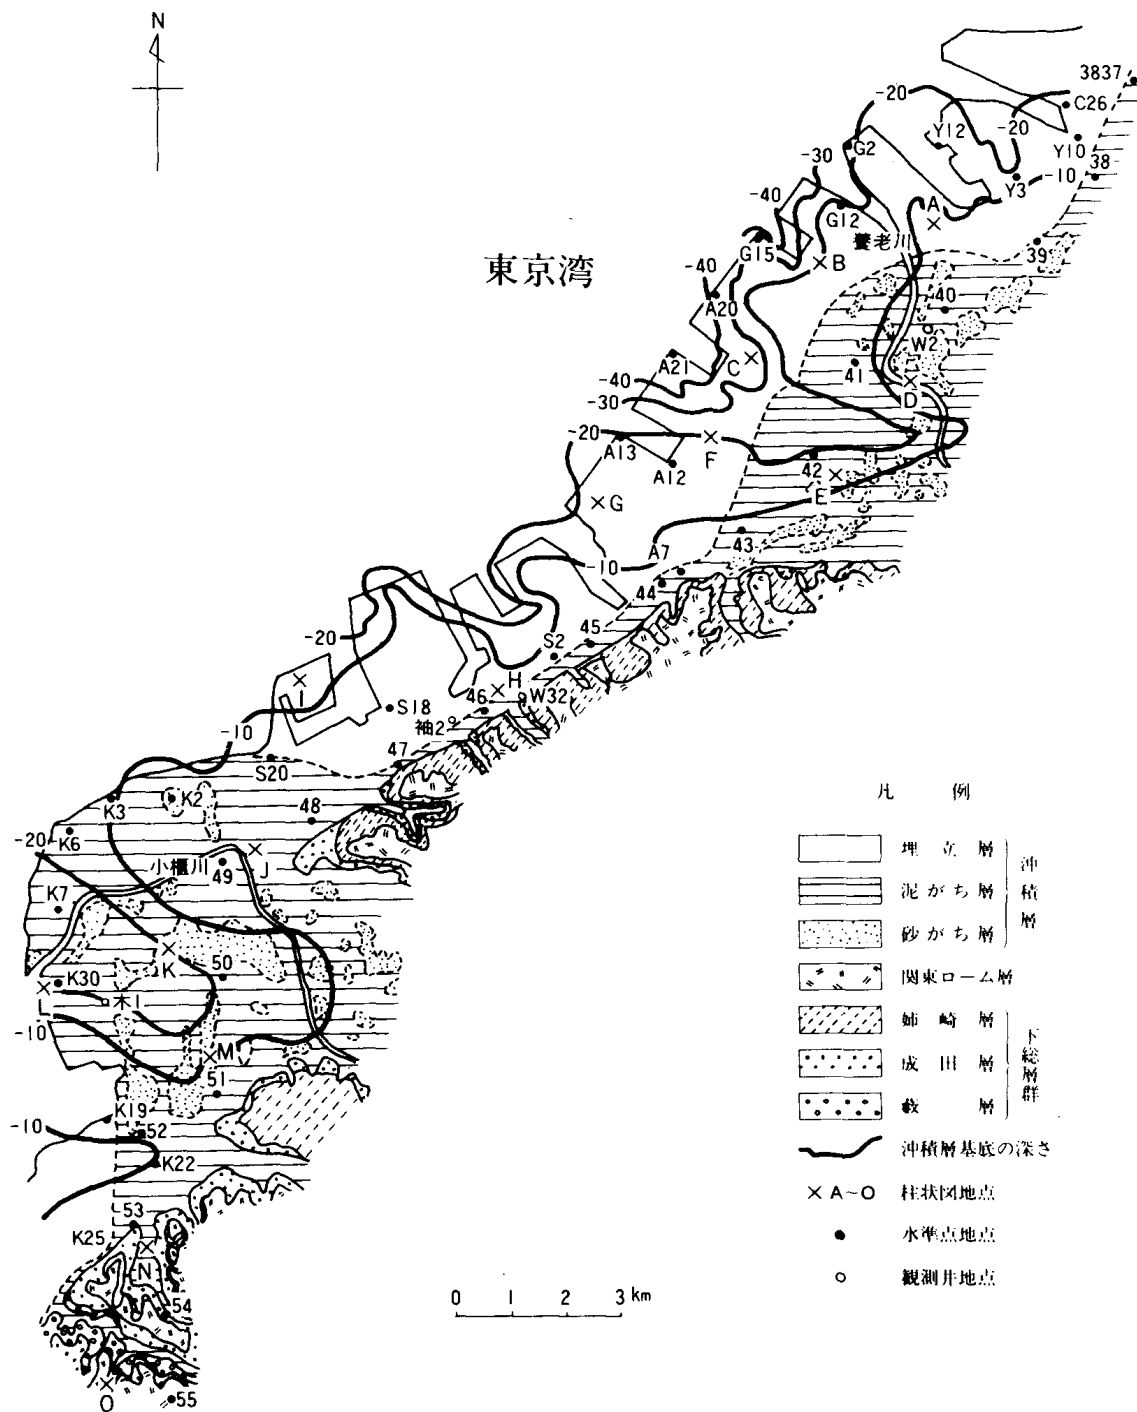 N
東京湾
3837
C26
-20
Y12
-20
Y10
G2
38
-30
Y3
-10
-40
G12
A
養老川
G15
B
39
-40
A20
40
W2
A21
C
41
-40
D
-30
-20
A13
F
A12
42
E
G
A7
43
-10
44
45
-20
S2
I
H
46
W32
S18
袖2
-10
47
S20
K3
K2
48
K6
-20
小櫃川
49
J
K7
K
50
K30
L
木1
-10
M
51
K19
-10
52
K22
53
K25
N
54
O
55
0 1 2 3 km
凡例
埋立層
泥がち層
砂がち層
沖積層
関東ローム層
姉崎層
成田層
藪層
下総層群
沖積層基底の深さ
× A~O 柱状図地点
● 水準点地点
○ 観測井地点